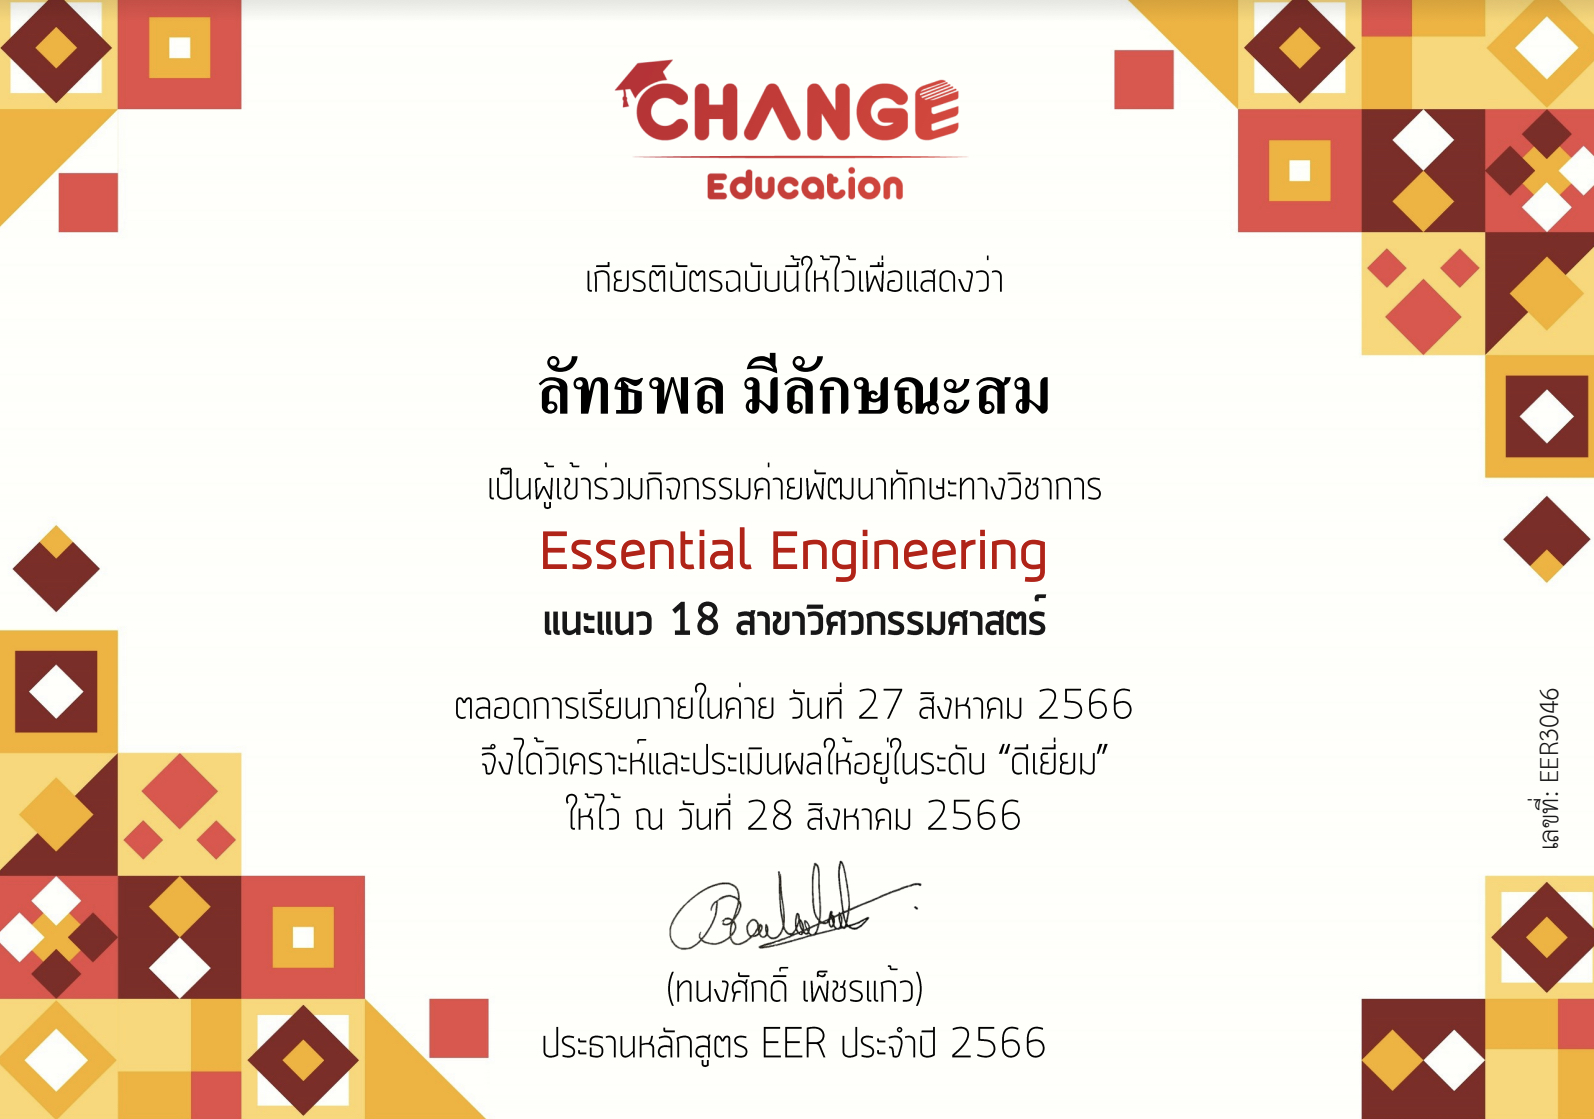 CHANGE
Education
เกียรติบัตรฉบับนี้ให้ไว้เพื่อแสดงว่า
ลัทธพล มีลักษณะสม
เป็นผู้เข้าร่วมกิจกรรมค่ายพัฒนาทักษะทางวิชาการ
Essential Engineering
แนะแนว 18 สาขาวิศวกรรมศาสตร์
ตลอดการเรียนภายในค่าย วันที่ 27 สิงหาคม 2566
จึงได้วิเคราะห์และประเมินผลให้อยู่ในระดับ “ดีเยี่ยม”
ให้ไว้ ณ วันที่ 28 สิงหาคม 2566
(ทนงศักดิ์ เพ็ชรแก้ว)
ประธานหลักสูตร EER ประจำปี 2566
เลขที่: EER3046